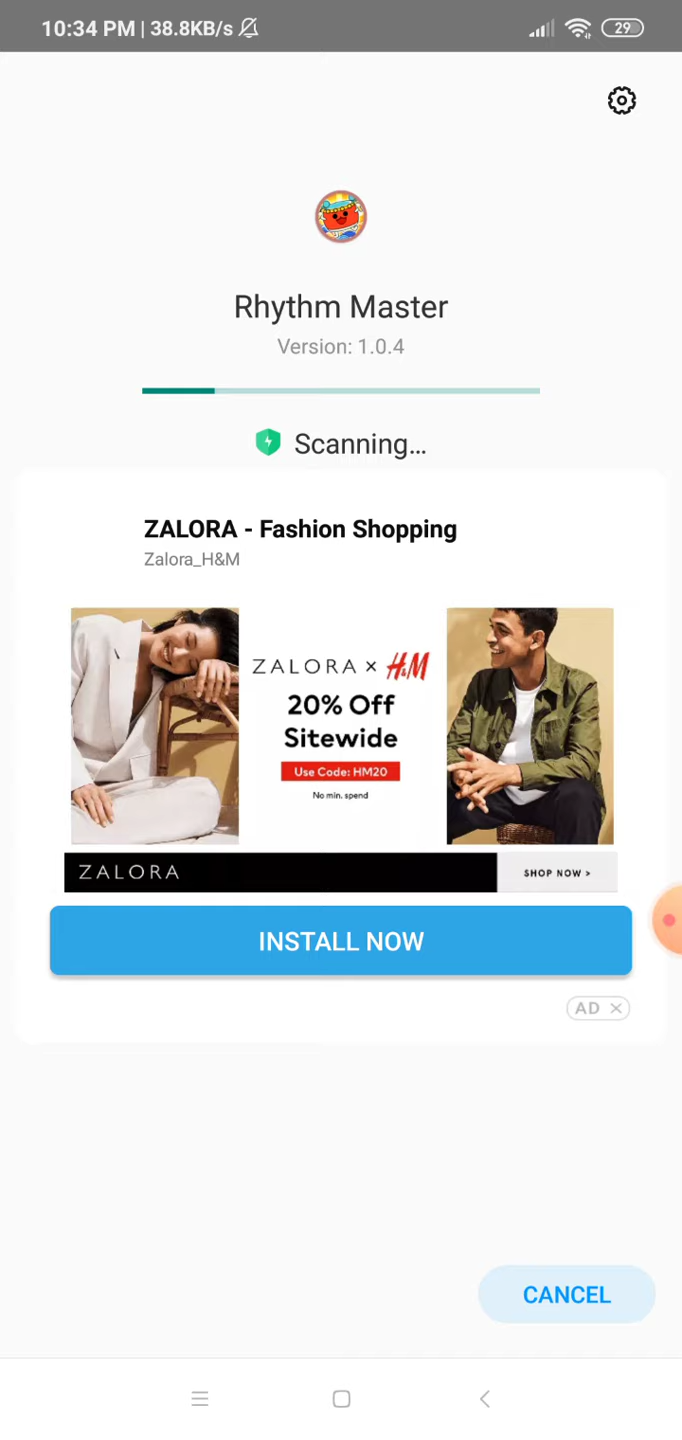 10:34 PM | 38.8KB/s
29
Rhythm Master
Version: 1.0.4
Scanning...
ZALORA - Fashion Shopping
Zalora_H&M
ZALORA × H&M
20% Off
Sitewide
Use Code: HM20
No min. spend
ZALORA
SHOP NOW >
INSTALL NOW
AD ×
CANCEL